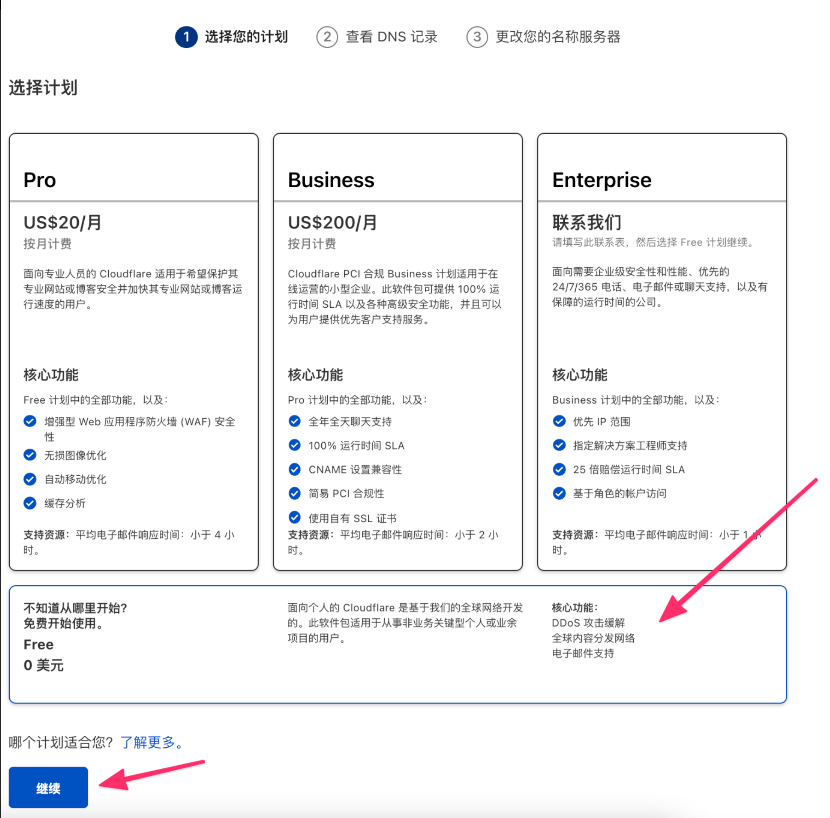 1 选择您的计划 2 查看 DNS 记录 3 更改您的名称服务器
选择计划
Pro
US$20/月
按月计费
面向专业人员的 Cloudflare 适用于希望保护其
专业网站或博客安全并加快其专业网站或博客运
行速度的用户。
核心功能
Free 计划中的全部功能，以及：
增强型 Web 应用程序防火墙 (WAF) 安全
性
无损图像优化
自动移动优化
缓存分析
支持资源：平均电子邮件响应时间：小于 4 小
时。
Business
US$200/月
按月计费
Cloudflare PCI 合规 Business 计划适用于在
线运营的小型企业。此软件包可提供 100% 运
行时间 SLA 以及各种高级安全功能，并且可以
为用户提供优先客户支持服务。
核心功能
Pro 计划中的全部功能，以及：
全年全天聊天支持
100% 运行时间 SLA
CNAME 设置兼容性
简易 PCI 合规性
使用自有 SSL 证书
支持资源：平均电子邮件响应时间：小于 2 小
时。
Enterprise
联系我们
请填写此联系表，然后选择 Free 计划继续。
面向需要企业级安全性和性能、优先的
24/7/365 电话、电子邮件或聊天支持，以及有
保障的运行时间的公司。
核心功能
Business 计划中的全部功能，以及：
优先 IP 范围
指定解决方案工程师支持
25 倍赔偿运行时间 SLA
基于角色的帐户访问
支持资源：平均电子邮件响应时间：小于 1 小
时。
不知道从哪里开始？
免费开始使用。
Free
0 美元
面向个人的 Cloudflare 是基于我们的全球网络开发
的。此软件包适用于从事非业务关键型个人或业余
项目的用户。
核心功能：
DDoS 攻击缓解
全球内容分发网络
电子邮件支持
哪个计划适合您？了解更多。
继续